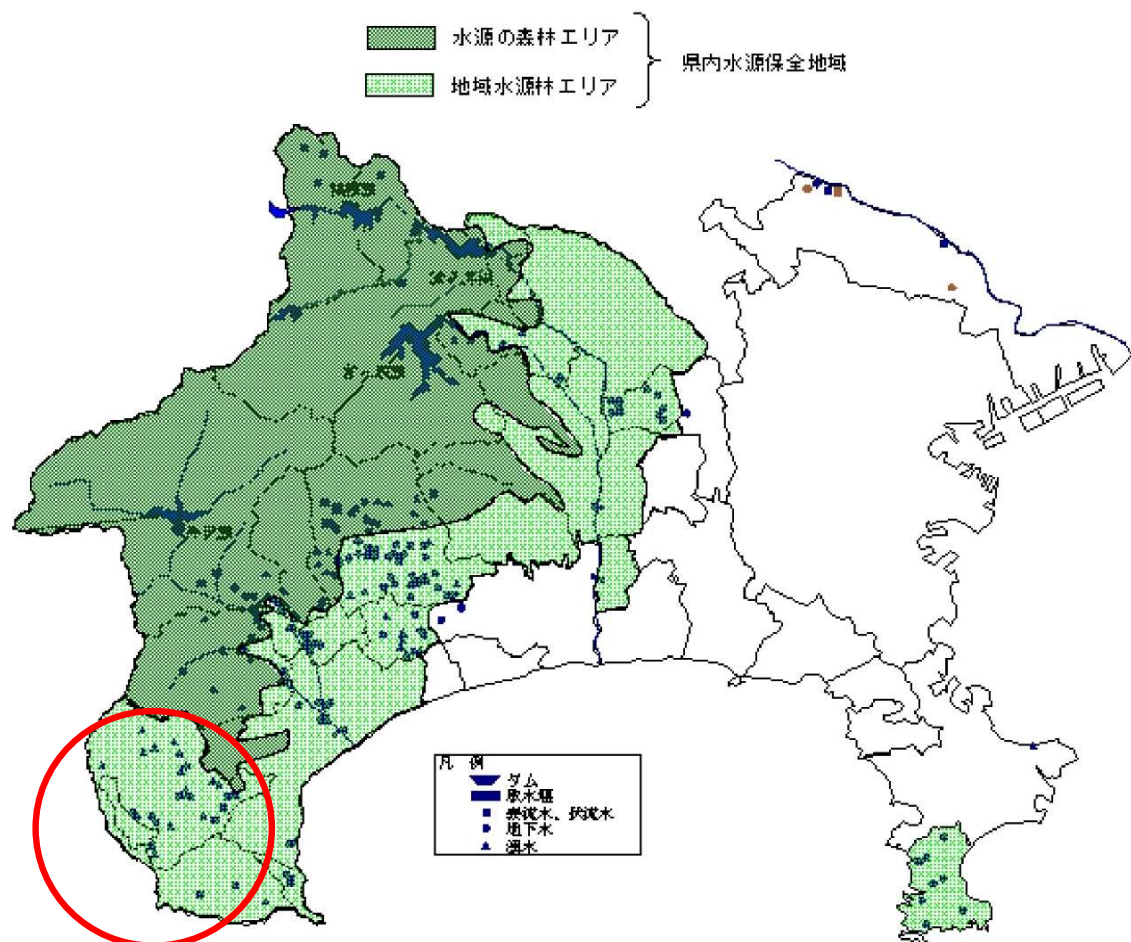 水源の森林エリア
地域水源林エリア
県内水源保全地域
凡 例
ダム
取水堰
表流水、伏流水
地下水
湧水